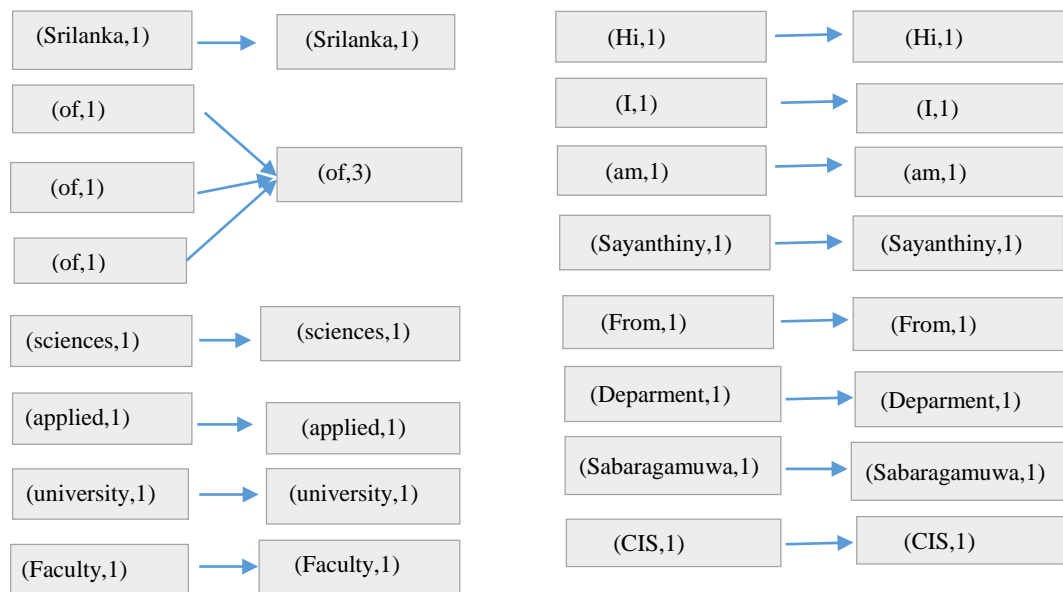 (Srilanka,1)
(Srilanka,1)
(of,1)
(of,1)
(of,1)
(of,3)
(sciences,1)
(sciences,1)
(applied,1)
(applied,1)
(university,1)
(university,1)
(Faculty,1)
(Faculty,1)
(Hi,1)
(Hi,1)
(I,1)
(I,1)
(am,1)
(am,1)
(Sayanthiny,1)
(Sayanthiny,1)
(From,1)
(From,1)
(Deparment,1)
(Deparment,1)
(Sabaragamuwa,1)
(Sabaragamuwa,1)
(CIS,1)
(CIS,1)